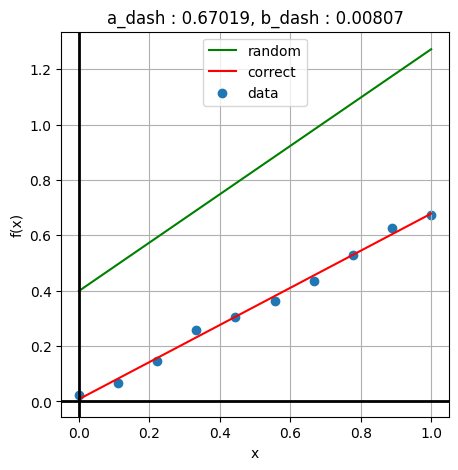 a_dash : 0.67019, b_dash : 0.00807
random
correct
data
f(x)
1.2
1.0
0.8
0.6
0.4
0.2
0.0
0.0 0.2 0.4 0.6 0.8 1.0
x